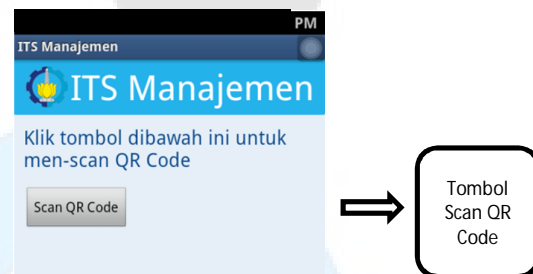 PM
ITS Manajemen
ITS Manajemen
Klik tombol dibawah ini untuk
men-scan QR Code
Scan QR Code
Tombol
Scan QR
Code